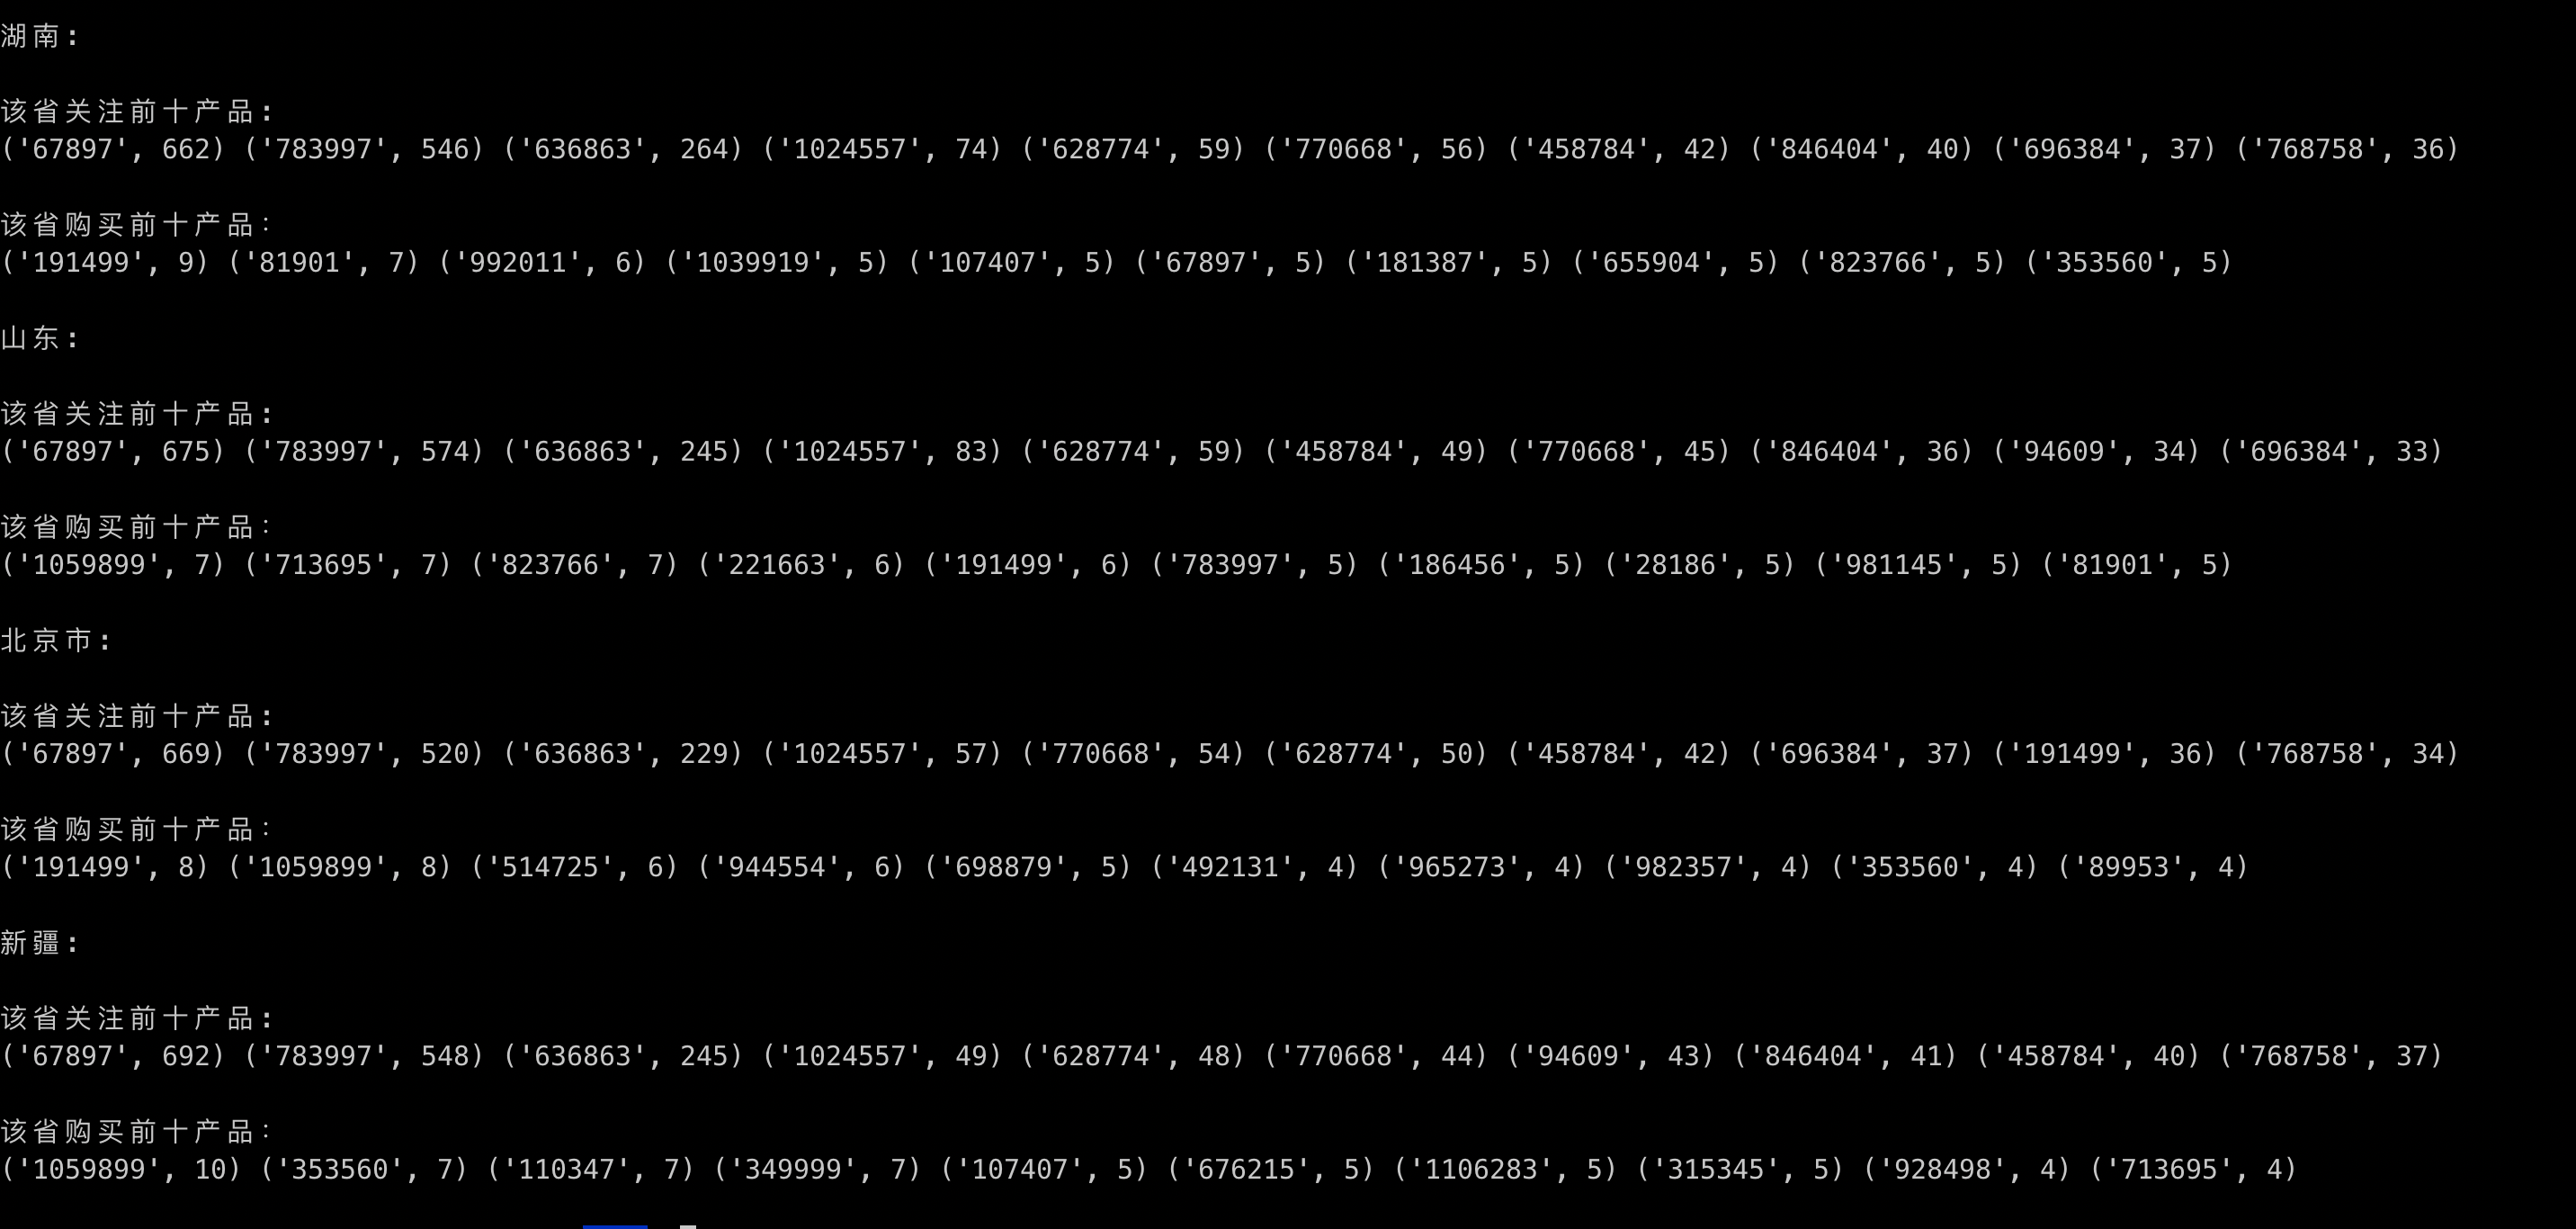 湖南:
该省关注前十产品:
('67897', 662) ('783997', 546) ('636863', 264) ('1024557', 74) ('628774', 59) ('770668', 56) ('458784', 42) ('846404', 40) ('696384', 37) ('768758', 36)
该省购买前十产品:
('191499', 9) ('81901', 7) ('992011', 6) ('1039919', 5) ('107407', 5) ('67897', 5) ('181387', 5) ('655904', 5) ('823766', 5) ('353560', 5)
山东:
该省关注前十产品:
('67897', 675) ('783997', 574) ('636863', 245) ('1024557', 83) ('628774', 59) ('458784', 49) ('770668', 45) ('846404', 36) ('94609', 34) ('696384', 33)
该省购买前十产品:
('1059899', 7) ('713695', 7) ('823766', 7) ('221663', 6) ('191499', 6) ('783997', 5) ('186456', 5) ('28186', 5) ('981145', 5) ('81901', 5)
北京市:
该省关注前十产品:
('67897', 669) ('783997', 520) ('636863', 229) ('1024557', 57) ('770668', 54) ('628774', 50) ('458784', 42) ('696384', 37) ('191499', 36) ('768758', 34)
该省购买前十产品:
('191499', 8) ('1059899', 8) ('514725', 6) ('944554', 6) ('698879', 5) ('492131', 4) ('965273', 4) ('982357', 4) ('353560', 4) ('89953', 4)
新疆:
该省关注前十产品:
('67897', 692) ('783997', 548) ('636863', 245) ('1024557', 49) ('628774', 48) ('770668', 44) ('94609', 43) ('846404', 41) ('458784', 40) ('768758', 37)
该省购买前十产品:
('1059899', 10) ('353560', 7) ('110347', 7) ('349999', 7) ('107407', 5) ('676215', 5) ('1106283', 5) ('315345', 5) ('928498', 4) ('713695', 4)